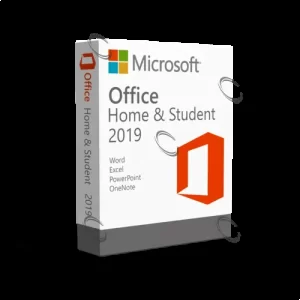 Microsoft
Office
Home & Student
2019
Word
Excel
PowerPoint
OneNote
Office
Home & Student
2019